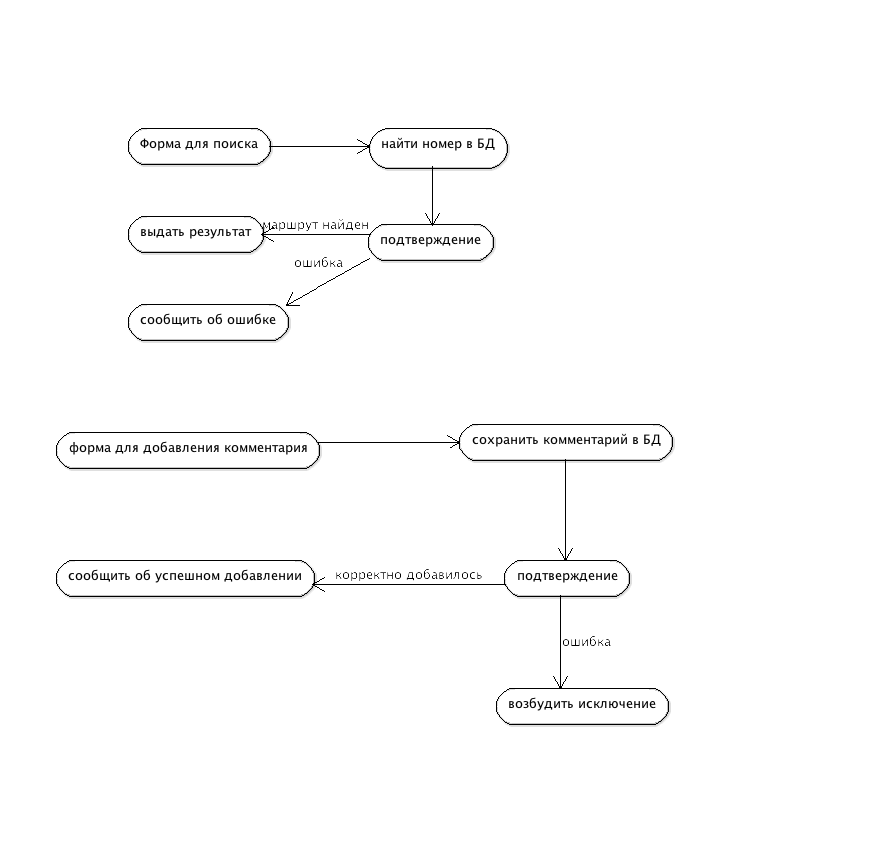 Форма для поиска
найти номер в БД
маршрут найден
выдать результат
подтверждение
ошибка
сообщить об ошибке
сохранить комментарий в БД
форма для добавления комментария
корректно добавилось
сообщить об успешном добавлении
подтверждение
ошибка
возбудить исключение